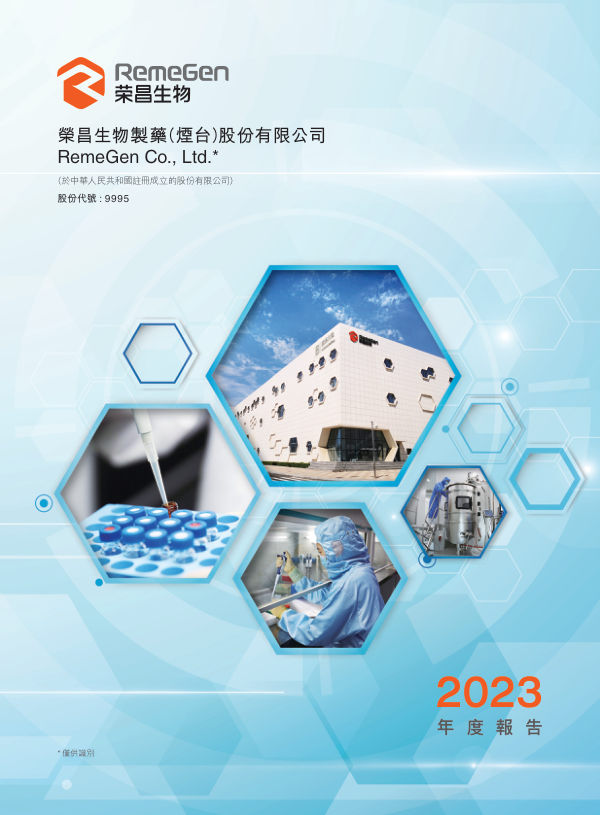 RemeGen
荣昌生物
榮昌生物製藥(煙台)股份有限公司
RemeGen Co., Ltd.*
(於中華人民共和國註冊成立的股份有限公司)
股份代號 : 9995
RemeGen
2023
年度報告
* 僅供識別